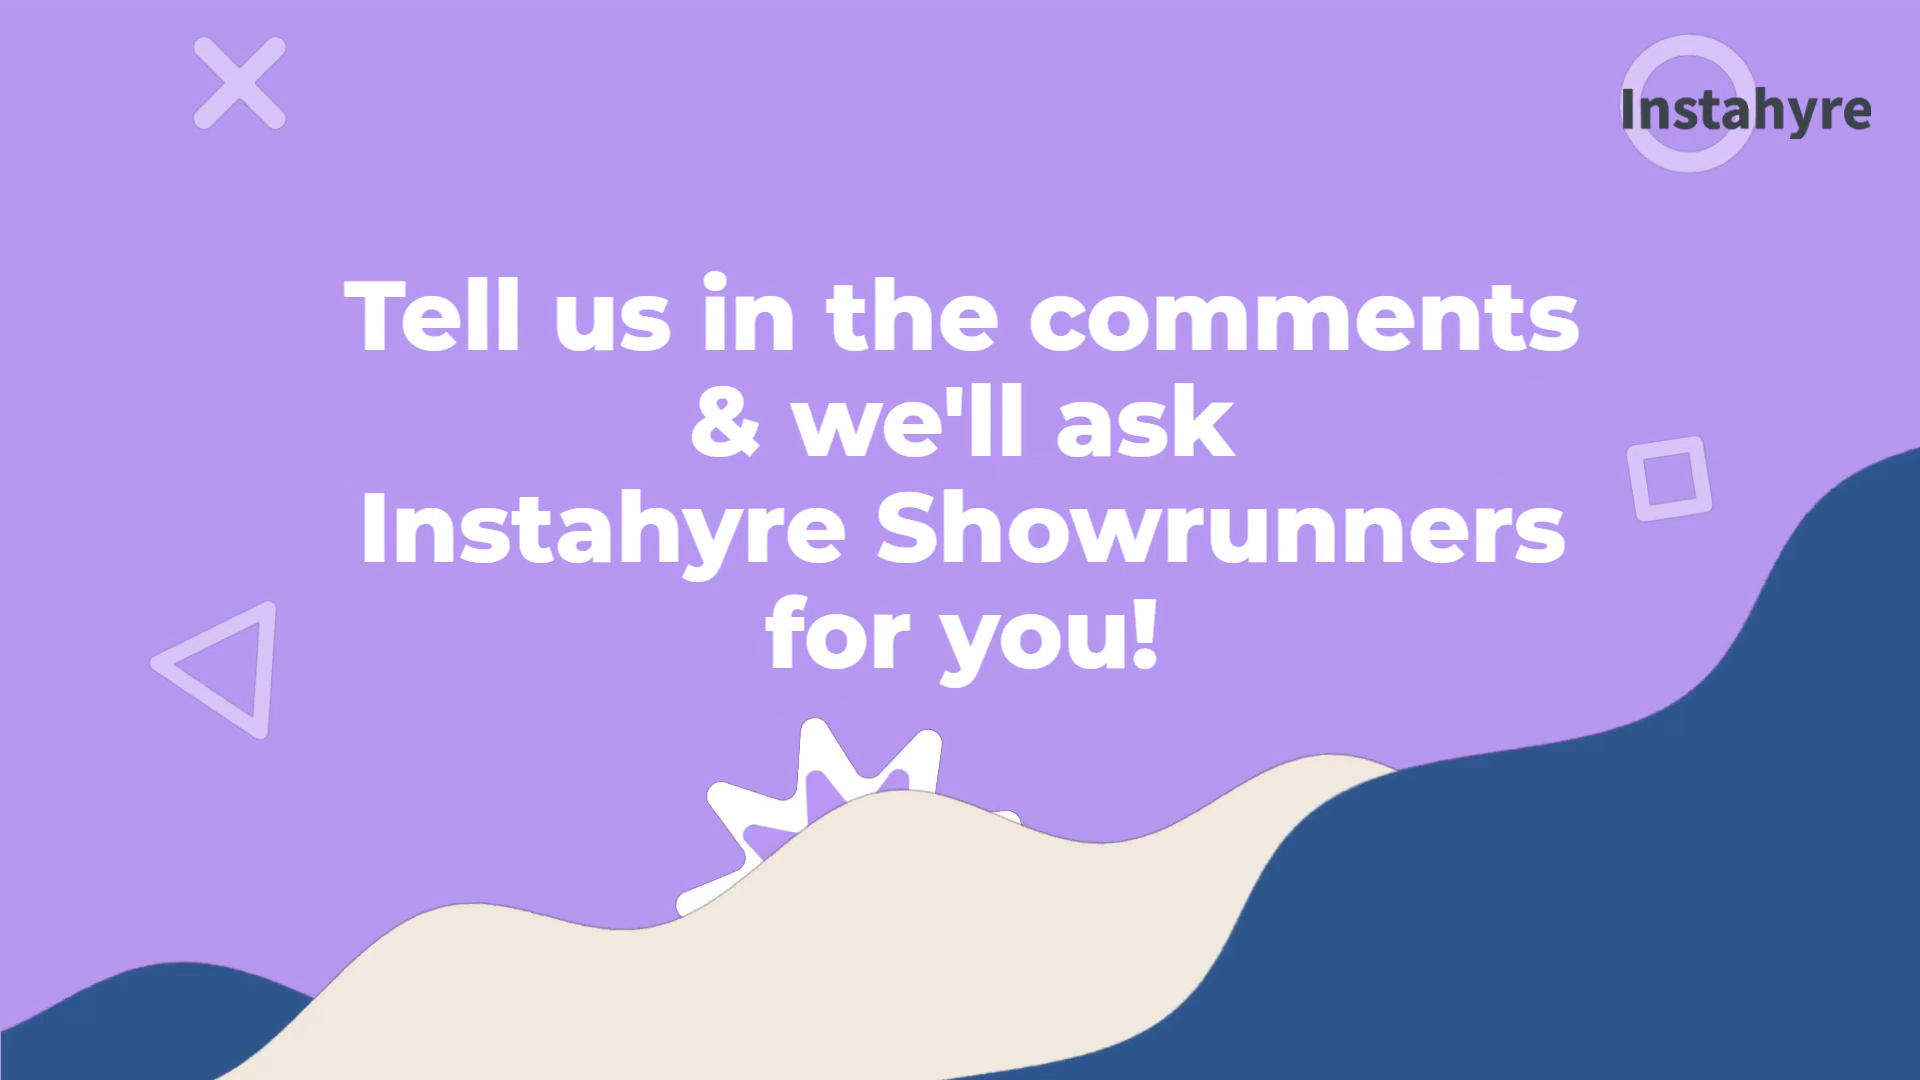 Instahyre
Tell us in the comments
& we'll ask
Instahyre Showrunners
for you!